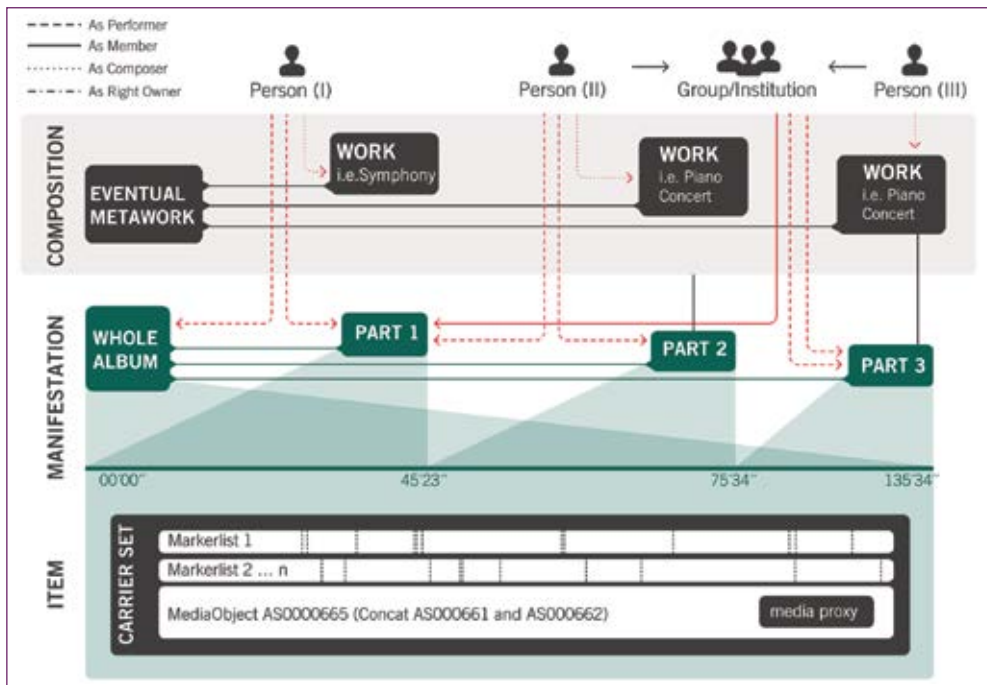 As Performer
As Member
As Composer
As Right Owner
Person (I)
Person (II)
Group/Institution
Person (III)
COMPOSITION
EVENTUAL
METAWORK
WORK
i.e.Symphony
WORK
i.e. Piano
Concert
WORK
i.e. Piano
Concert
MANIFESTATION
WHOLE
ALBUM
PART 1
PART 2
PART 3
00'00''
45'23''
75'34''
135'34''
ITEM
CARRIER SET
Markerlist 1
Markerlist 2 ... n
MediaObject AS0000665 (Concat AS000661 and AS000662)
media proxy